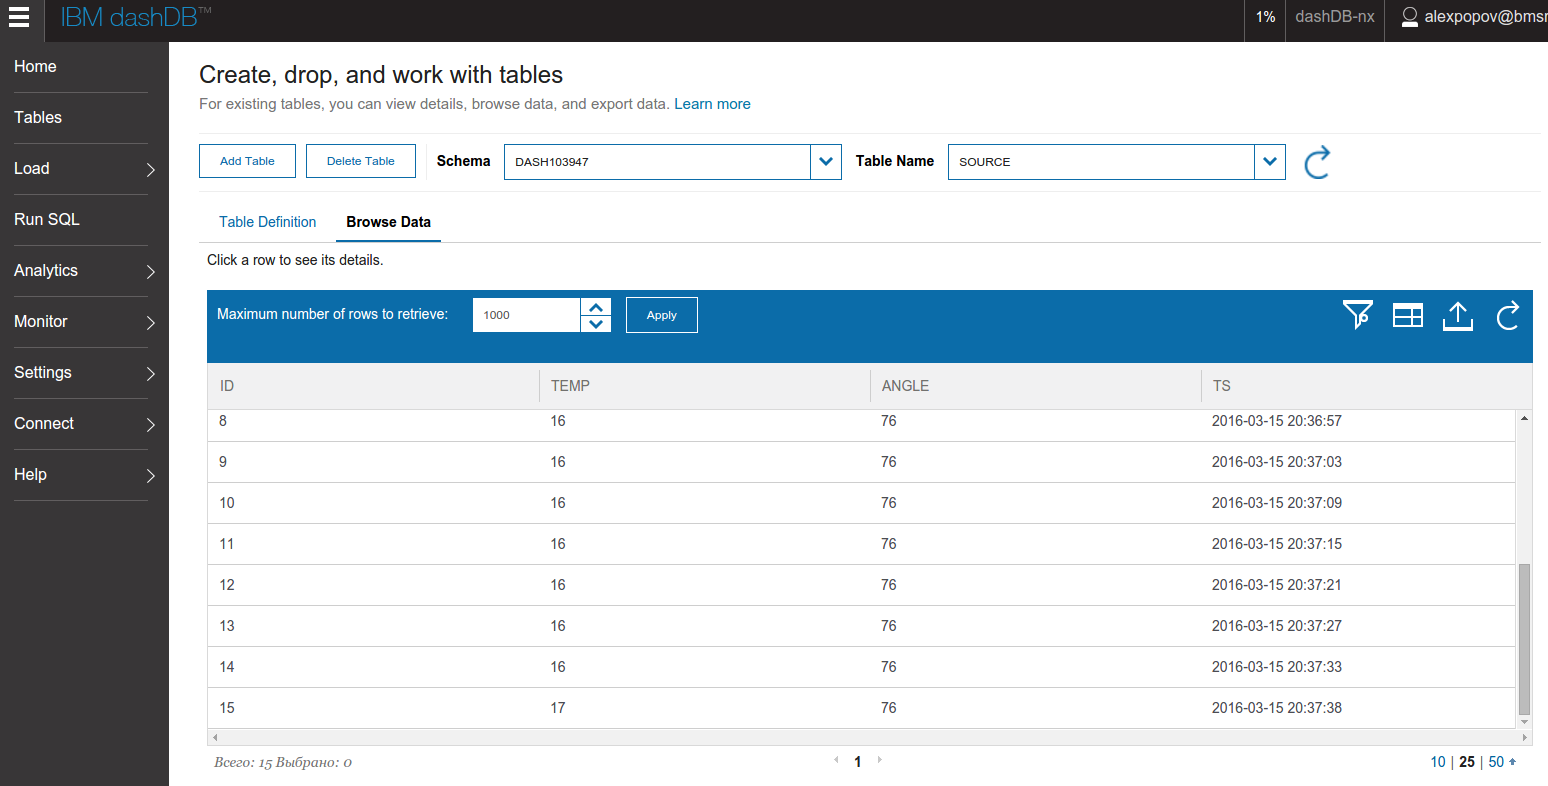 IBM dashDB™
1%
dashDB-nx
alexpopov@bmsr
Home
Tables
Load
Run SQL
Analytics
Monitor
Settings
Connect
Help
Create, drop, and work with tables
For existing tables, you can view details, browse data, and export data. Learn more
Add Table Delete Table Schema DASH103947 Table Name SOURCE
Table Definition Browse Data
Click a row to see its details.
Maximum number of rows to retrieve: 1000 Apply
ID TEMP ANGLE TS
8 16 76 2016-03-15 20:36:57
9 16 76 2016-03-15 20:37:03
10 16 76 2016-03-15 20:37:09
11 16 76 2016-03-15 20:37:15
12 16 76 2016-03-15 20:37:21
13 16 76 2016-03-15 20:37:27
14 16 76 2016-03-15 20:37:33
15 17 76 2016-03-15 20:37:38
Всего: 15 Выбрано: 0 1 10 | 25 | 50